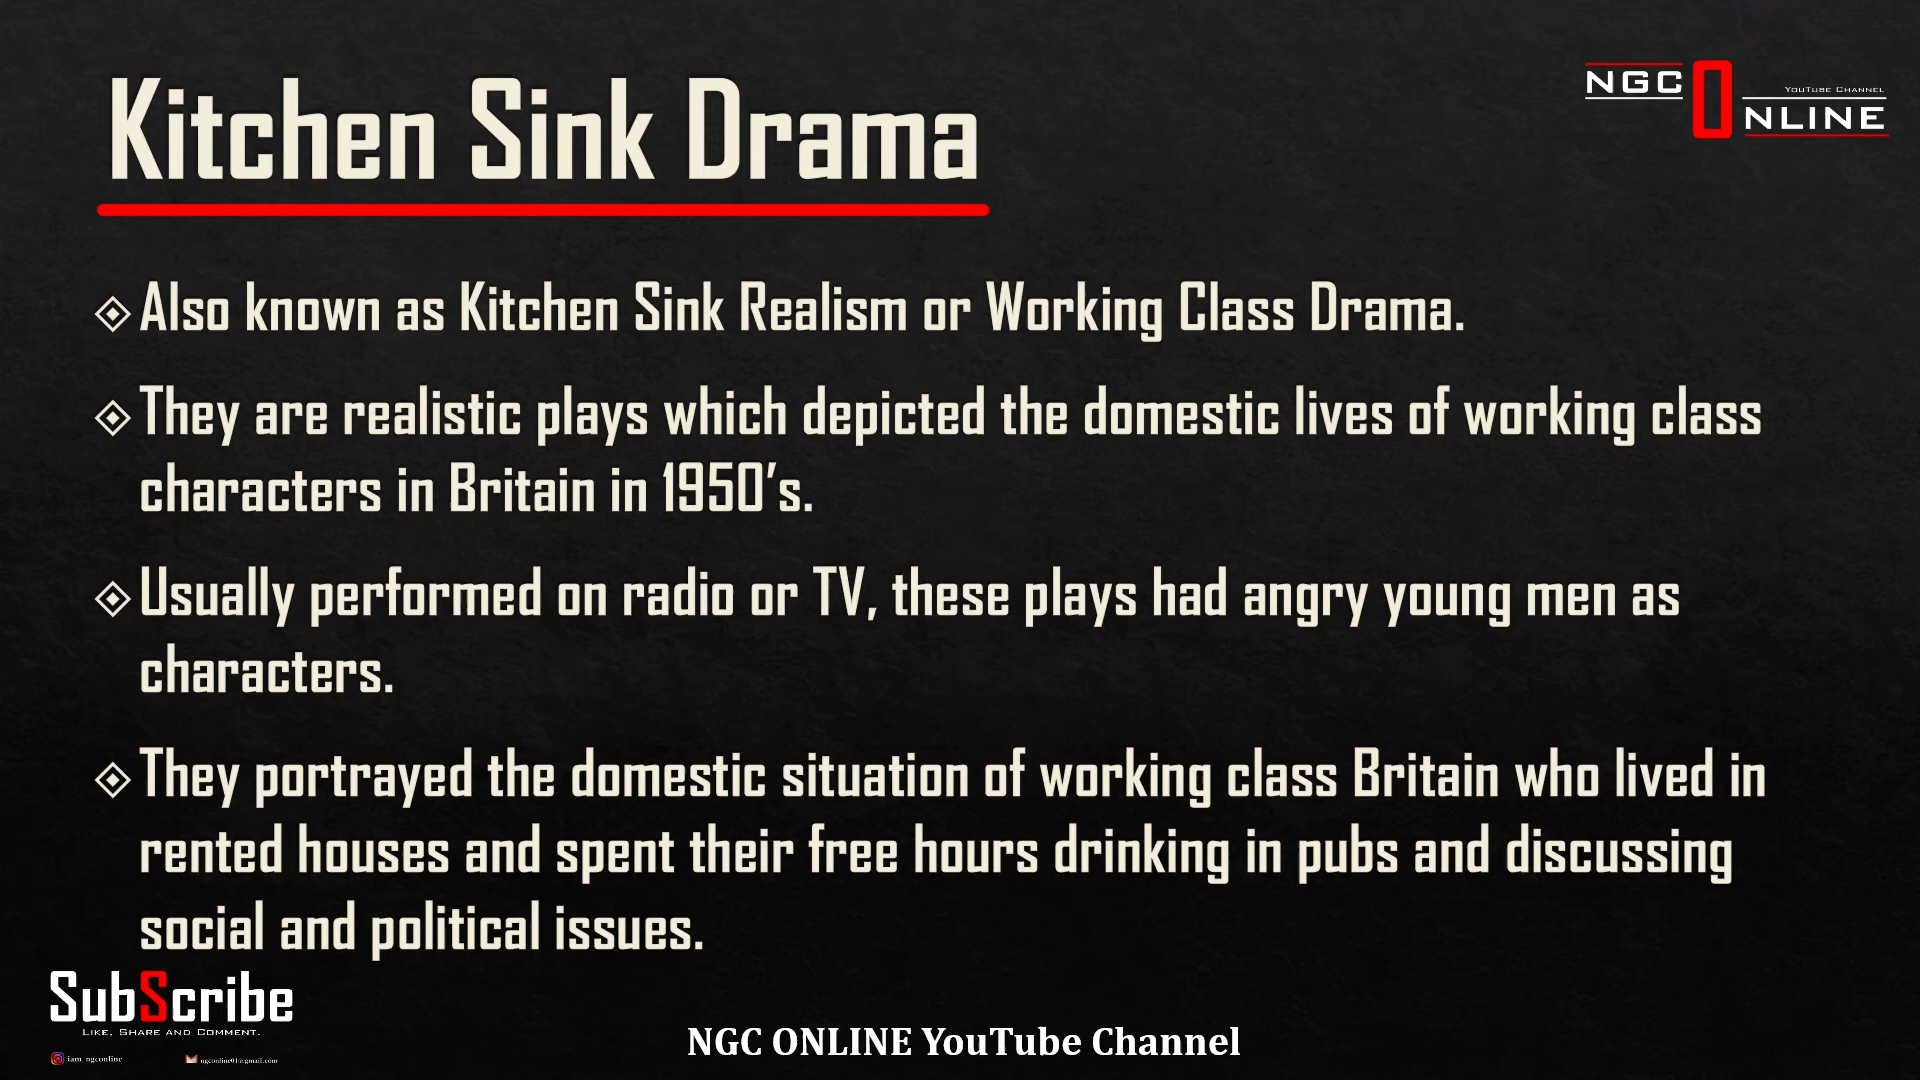 Kitchen Sink Drama
NGC ONLINE
YouTube Channel
Also known as Kitchen Sink Realism or Working Class Drama.
They are realistic plays which depicted the domestic lives of working class
characters in Britain in 1950's.
Usually performed on radio or TV, these plays had angry young men as
characters.
They portrayed the domestic situation of working class Britain who lived in
rented houses and spent their free hours drinking in pubs and discussing
social and political issues.
SubScribe
Like, Share and Comment.
iam_ngconline
ngconline01@gmail.com
NGC ONLINE YouTube Channel